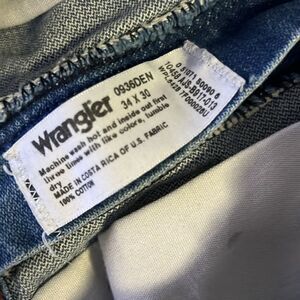 Wrangler
0936DEN
34 X 30
Machine wash hot and inside out first
three times with like colors, tumble
dry
MADE IN COSTA RICA OF U.S. FABRIC
100% COTTON